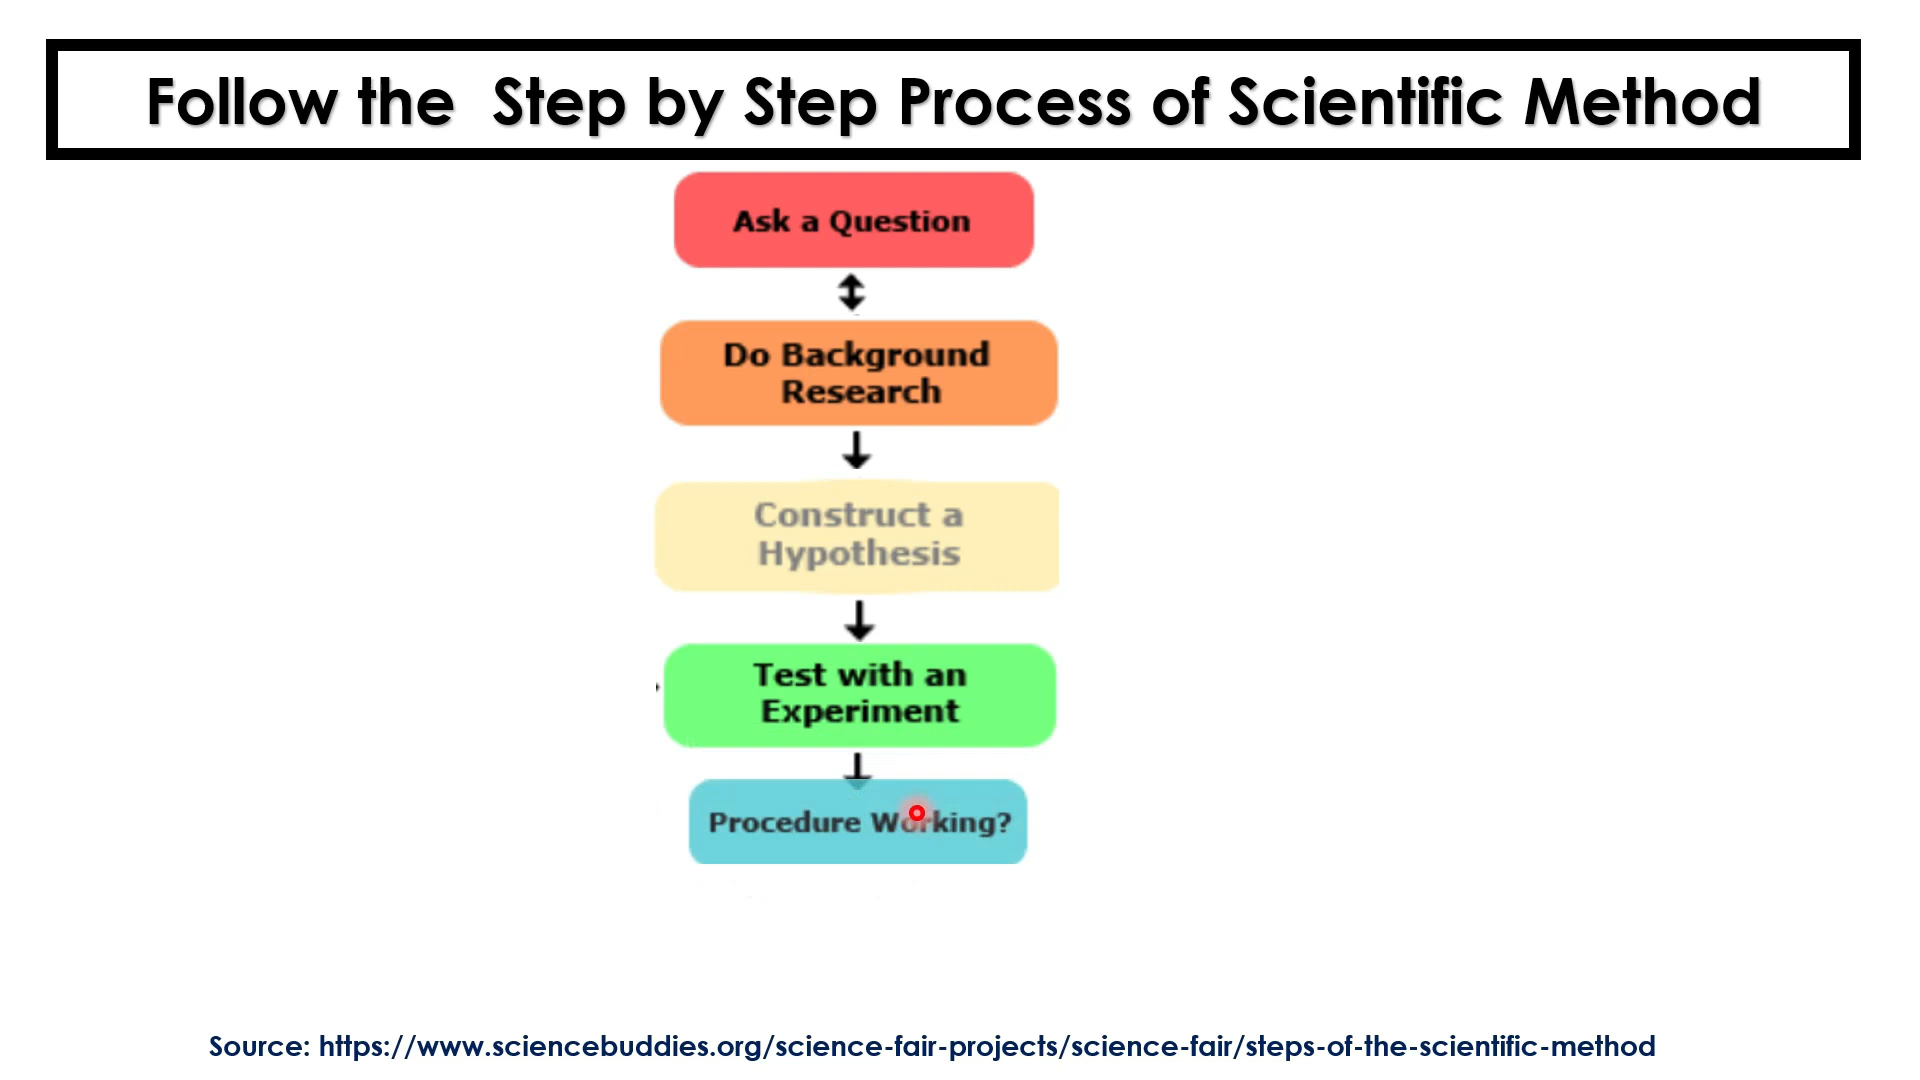 Follow the Step by Step Process of Scientific Method
Ask a Question
Do Background
Research
Construct a
Hypothesis
Test with an
Experiment
Procedure Working?
Source: https://www.sciencebuddies.org/science-fair-projects/science-fair/steps-of-the-scientific-method